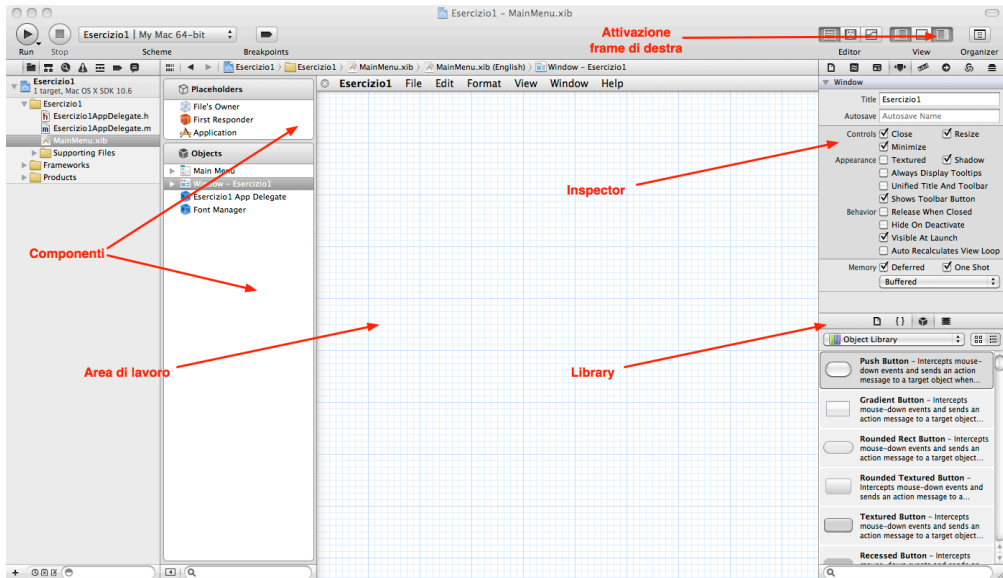 Esercizio1 – MainMenu.xib
Run
Stop
Esercizio1 | My Mac 64-bit
Scheme
Breakpoints
Attivazione
frame di destra
Editor
View
Organizer
Esercizio1
Esercizio1
MainMenu.xib
MainMenu.xib (English)
Window – Esercizio1
Esercizio1
1 target, Mac OS X SDK 10.6
Esercizio1
Esercizio1AppDelegate.h
Esercizio1AppDelegate.m
MainMenu.xib
Supporting Files
Frameworks
Products
Placeholders
File's Owner
First Responder
Application
Objects
Main Menu
Window – Esercizio1
Esercizio1 App Delegate
Font Manager
Esercizio1 File Edit Format View Window Help
Componenti
Area di lavoro
Inspector
Library
Window
Title Esercizio1
Autosave Autosave Name
Controls Close Resize
Minimize
Appearance Textured Shadow
Always Display Tooltips
Unified Title And Toolbar
Shows Toolbar Button
Behavior Release When Closed
Hide On Deactivate
Visible At Launch
Auto Recalculates View Loop
Memory Deferred One Shot
Buffered
{ }
Object Library
Push Button – Intercepts mouse-
down events and sends an action
message to a target object when...
Gradient Button – Intercepts
mouse-down events and sends an
action message to a target object...
Rounded Rect Button – Intercepts
mouse-down events and sends an
action message to a target object...
Rounded Textured Button –
Intercepts mouse-down events and
sends an action message to a...
Textured Button – Intercepts
mouse-down events and sends an
action message to a target object...
Recessed Button – Intercepts